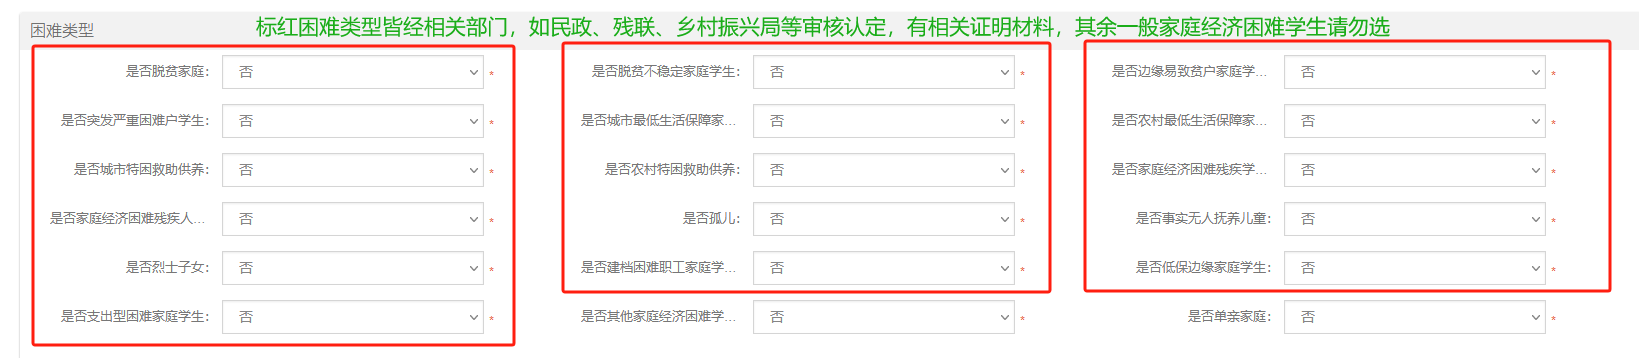 困难类型
标红困难类型皆经相关部门，如民政、残联、乡村振兴局等审核认定，有相关证明材料，其余一般家庭经济困难学生请勿选
是否脱贫家庭： 否 * 是否脱贫不稳定家庭学生： 否 * 是否边缘易致贫户家庭学... 否 *
是否突发严重困难户学生： 否 * 是否城市最低生活保障家... 否 * 是否农村最低生活保障家... 否 *
是否城市特困救助供养： 否 * 是否农村特困救助供养： 否 * 是否家庭经济困难残疾学... 否 *
是否家庭经济困难残疾人... 否 * 是否孤儿： 否 * 是否事实无人抚养儿童： 否 *
是否烈士子女： 否 * 是否建档困难职工家庭学... 否 * 是否低保边缘家庭学生： 否 *
是否支出型困难家庭学生： 否 * 是否其他家庭经济困难学... 否 * 是否单亲家庭： 否 *